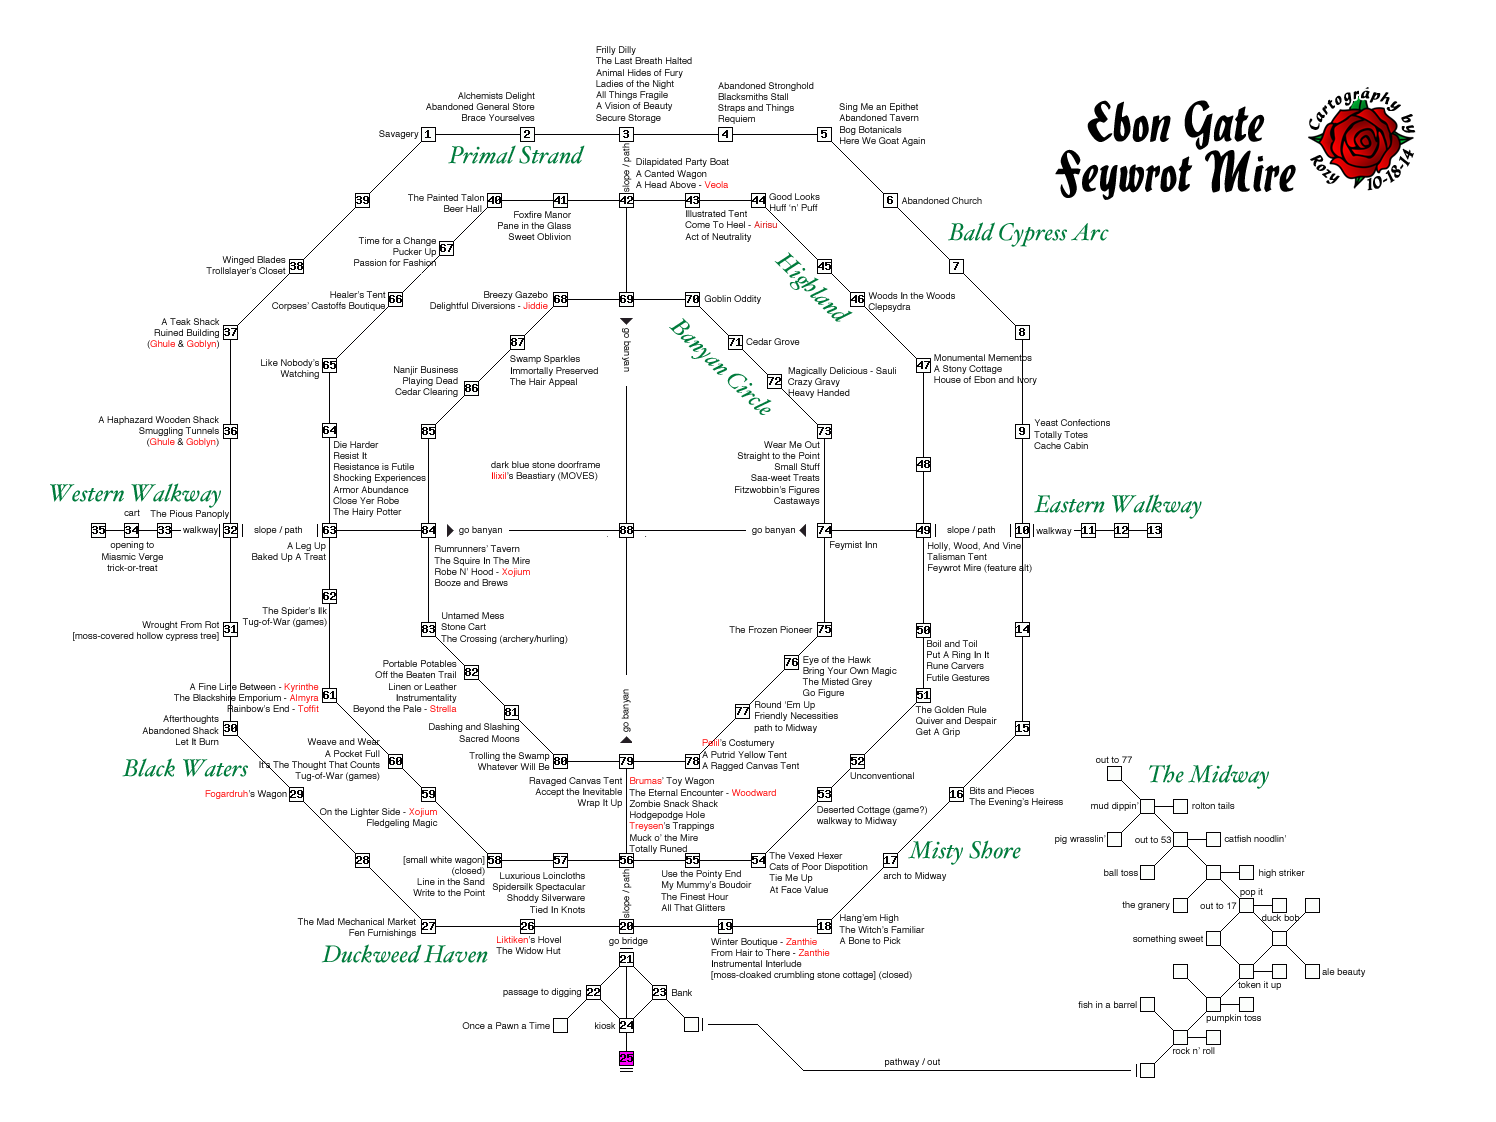 Ebon Gate
Feywrot Mire
Cartography by
Rozy 10-18-14
Frilly Dilly
The Last Breath Halted
Animal Hides of Fury
Ladies of the Night
All Things Fragile
A Vision of Beauty
Secure Storage
Alchemists Delight
Abandoned General Store
Brace Yourselves
Abandoned Stronghold
Blacksmiths Stall
Straps and Things
Requiem
Sing Me an Epithet
Abandoned Tavern
Bog Botanicals
Here We Goat Again
Savagery 1
2
3
4
5
Primal Strand
slope / path
Dilapidated Party Boat
A Canted Wagon
A Head Above - Veola
39
The Painted Talon
Beer Hall
40
41
42
43
44
Good Looks
Huff 'n' Puff
6 Abandoned Church
Foxfire Manor
Pane in the Glass
Sweet Oblivion
Illustrated Tent
Come To Heel - Airisu
Act of Neutrality
Bald Cypress Arc
Time for a Change
Pucker Up
Passion for Fashion
67
Winged Blades
Trollslayer's Closet
38
Highland
45
7
Healer's Tent
Corpses' Castoffs Boutique
66
Breezy Gazebo
Delightful Diversions - Jiddie
68
69
70 Goblin Oddity
46
Woods In the Woods
Clepsydra
A Teak Shack
Ruined Building
(Ghule & Goblyn)
37
87
go banyan
Banyan Circle
71 Cedar Grove
8
Swamp Sparkles
Immortally Preserved
The Hair Appeal
Like Nobody's
Watching
65
Nanjir Business
Playing Dead
Cedar Clearing
86
72
Magically Delicious - Sauli
Crazy Gravy
Heavy Handed
47
Monumental Mementos
A Stony Cottage
House of Ebon and Ivory
A Haphazard Wooden Shack
Smuggling Tunnels
(Ghule & Goblyn)
36
64
85
73
9
Yeast Confections
Totally Totes
Cache Cabin
Die Harder
Resist It
Resistance is Futile
Shocking Experiences
Armor Abundance
Close Yer Robe
The Hairy Potter
dark blue stone doorframe
Ilixil's Beastiary (MOVES)
Wear Me Out
Straight to the Point
Small Stuff
Saa-weet Treats
Fitzwobbin's Figures
Castaways
48
Western Walkway
Eastern Walkway
cart
The Pious Panoply
35
34
33
walkway
32
slope / path
63
84
go banyan
88
go banyan
74
49
slope / path
10
walkway
11
12
13
opening to
Miasmic Verge
trick-or-treat
A Leg Up
Baked Up A Treat
Rumrunners' Tavern
The Squire In The Mire
Robe N' Hood - Xojium
Booze and Brews
Feymist Inn
Holly, Wood, And Vine
Talisman Tent
Feywrot Mire (feature alt)
62
The Spider's Ilk
Tug-of-War (games)
Wrought From Rot
[moss-covered hollow cypress tree]
31
83
Untamed Mess
Stone Cart
The Crossing (archery/hurling)
The Frozen Pioneer
75
50
14
Boil and Toil
Put A Ring In It
Rune Carvers
Futile Gestures
Portable Potables
Off the Beaten Trail
Linen or Leather
Instrumentality
Beyond the Pale - Strella
82
76
Eye of the Hawk
Bring Your Own Magic
The Misted Grey
Go Figure
A Fine Line Between - Kyrinthe
The Blackshire Emporium - Almyra
Rainbow's End - Toffit
61
51
The Golden Rule
Quiver and Despair
Get A Grip
81
go banyan
77
Round 'Em Up
Friendly Necessities
path to Midway
Afterthoughts
Abandoned Shack
Let It Burn
30
Dashing and Slashing
Sacred Moons
15
Weave and Wear
A Pocket Full
It's The Thought That Counts
Tug-of-War (games)
60
Trolling the Swamp
Whatever Will Be
80
79
78
Polil's Costumery
A Putrid Yellow Tent
A Ragged Canvas Tent
52
Unconventional
out to 77
The Midway
Black Waters
Fogardruh's Wagon
29
59
Ravaged Canvas Tent
Accept the Inevitable
Wrap It Up
Brumas' Toy Wagon
The Eternal Encounter - Woodward
Zombie Snack Shack
Hodgepodge Hole
Treysen's Trappings
Muck o' the Mire
Totally Runed
53
16
Bits and Pieces
The Evening's Heiress
mud dippin'
rolton tails
On the Lighter Side - Xojium
Fledgeling Magic
Deserted Cottage (game?)
walkway to Midway
pig wrasslin'
out to 53
catfish noodlin'
28
[small white wagon]
(closed)
Line in the Sand
Write to the Point
58
57
56
55
54
The Vexed Hexer
Cats of Poor Dispotition
Tie Me Up
At Face Value
17
Misty Shore
arch to Midway
ball toss
high striker
Luxurious Loincloths
Spidersilk Spectacular
Shoddy Silverware
Tied In Knots
slope / path
Use the Pointy End
My Mummy's Boudoir
The Finest Hour
All That Glitters
pop it
the granery
out to 17
duck bob
The Mad Mechanical Market
Fen Furnishings
27
26
20
19
18
Hang'em High
The Witch's Familiar
A Bone to Pick
Duckweed Haven
Liktiken's Hovel
The Widow Hut
go bridge
Winter Boutique - Zanthie
From Hair to There - Zanthie
Instrumental Interlude
[moss-cloaked crumbling stone cottage] (closed)
something sweet
21
ale beauty
token it up
passage to digging
22
23
Bank
fish in a barrel
pumpkin toss
Once a Pawn a Time
kiosk 24
rock n' roll
25
pathway / out